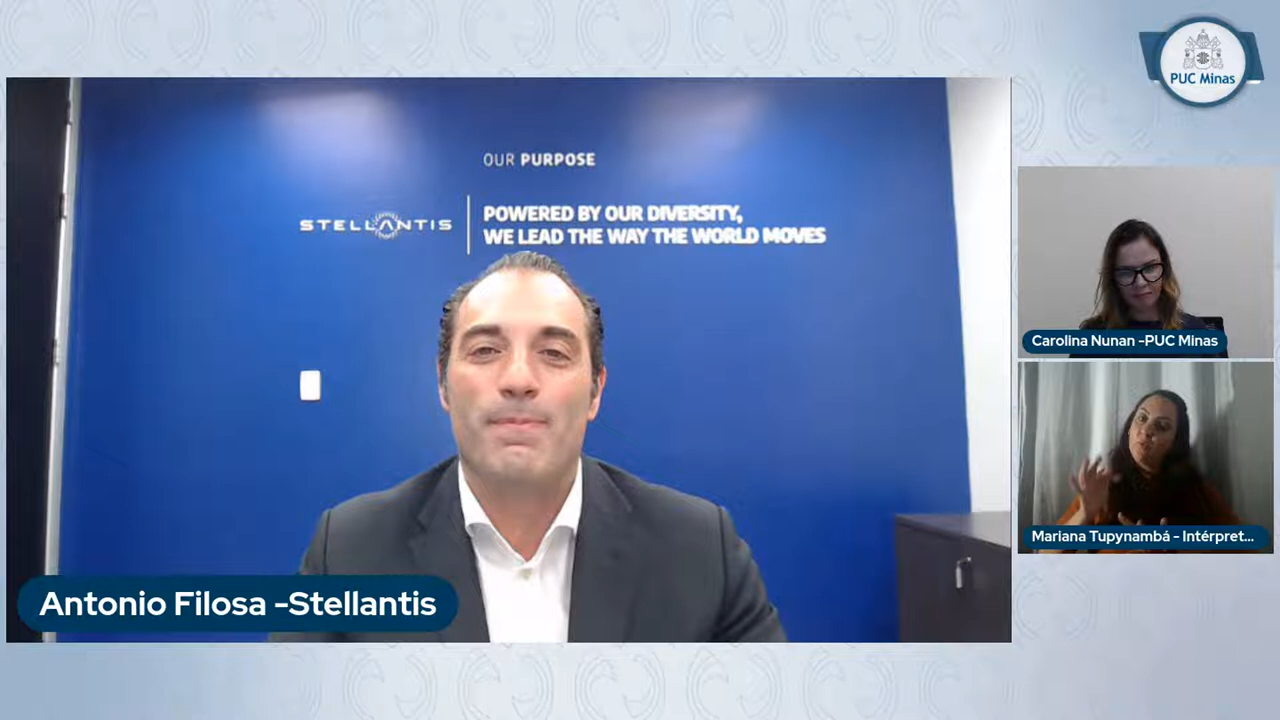 PUC Minas
OUR PURPOSE
STELLANTIS
POWERED BY OUR DIVERSITY,
WE LEAD THE WAY THE WORLD MOVES
Carolina Nunan -PUC Minas
Mariana Tupynambá - Intérpret...
Antonio Filosa -Stellantis